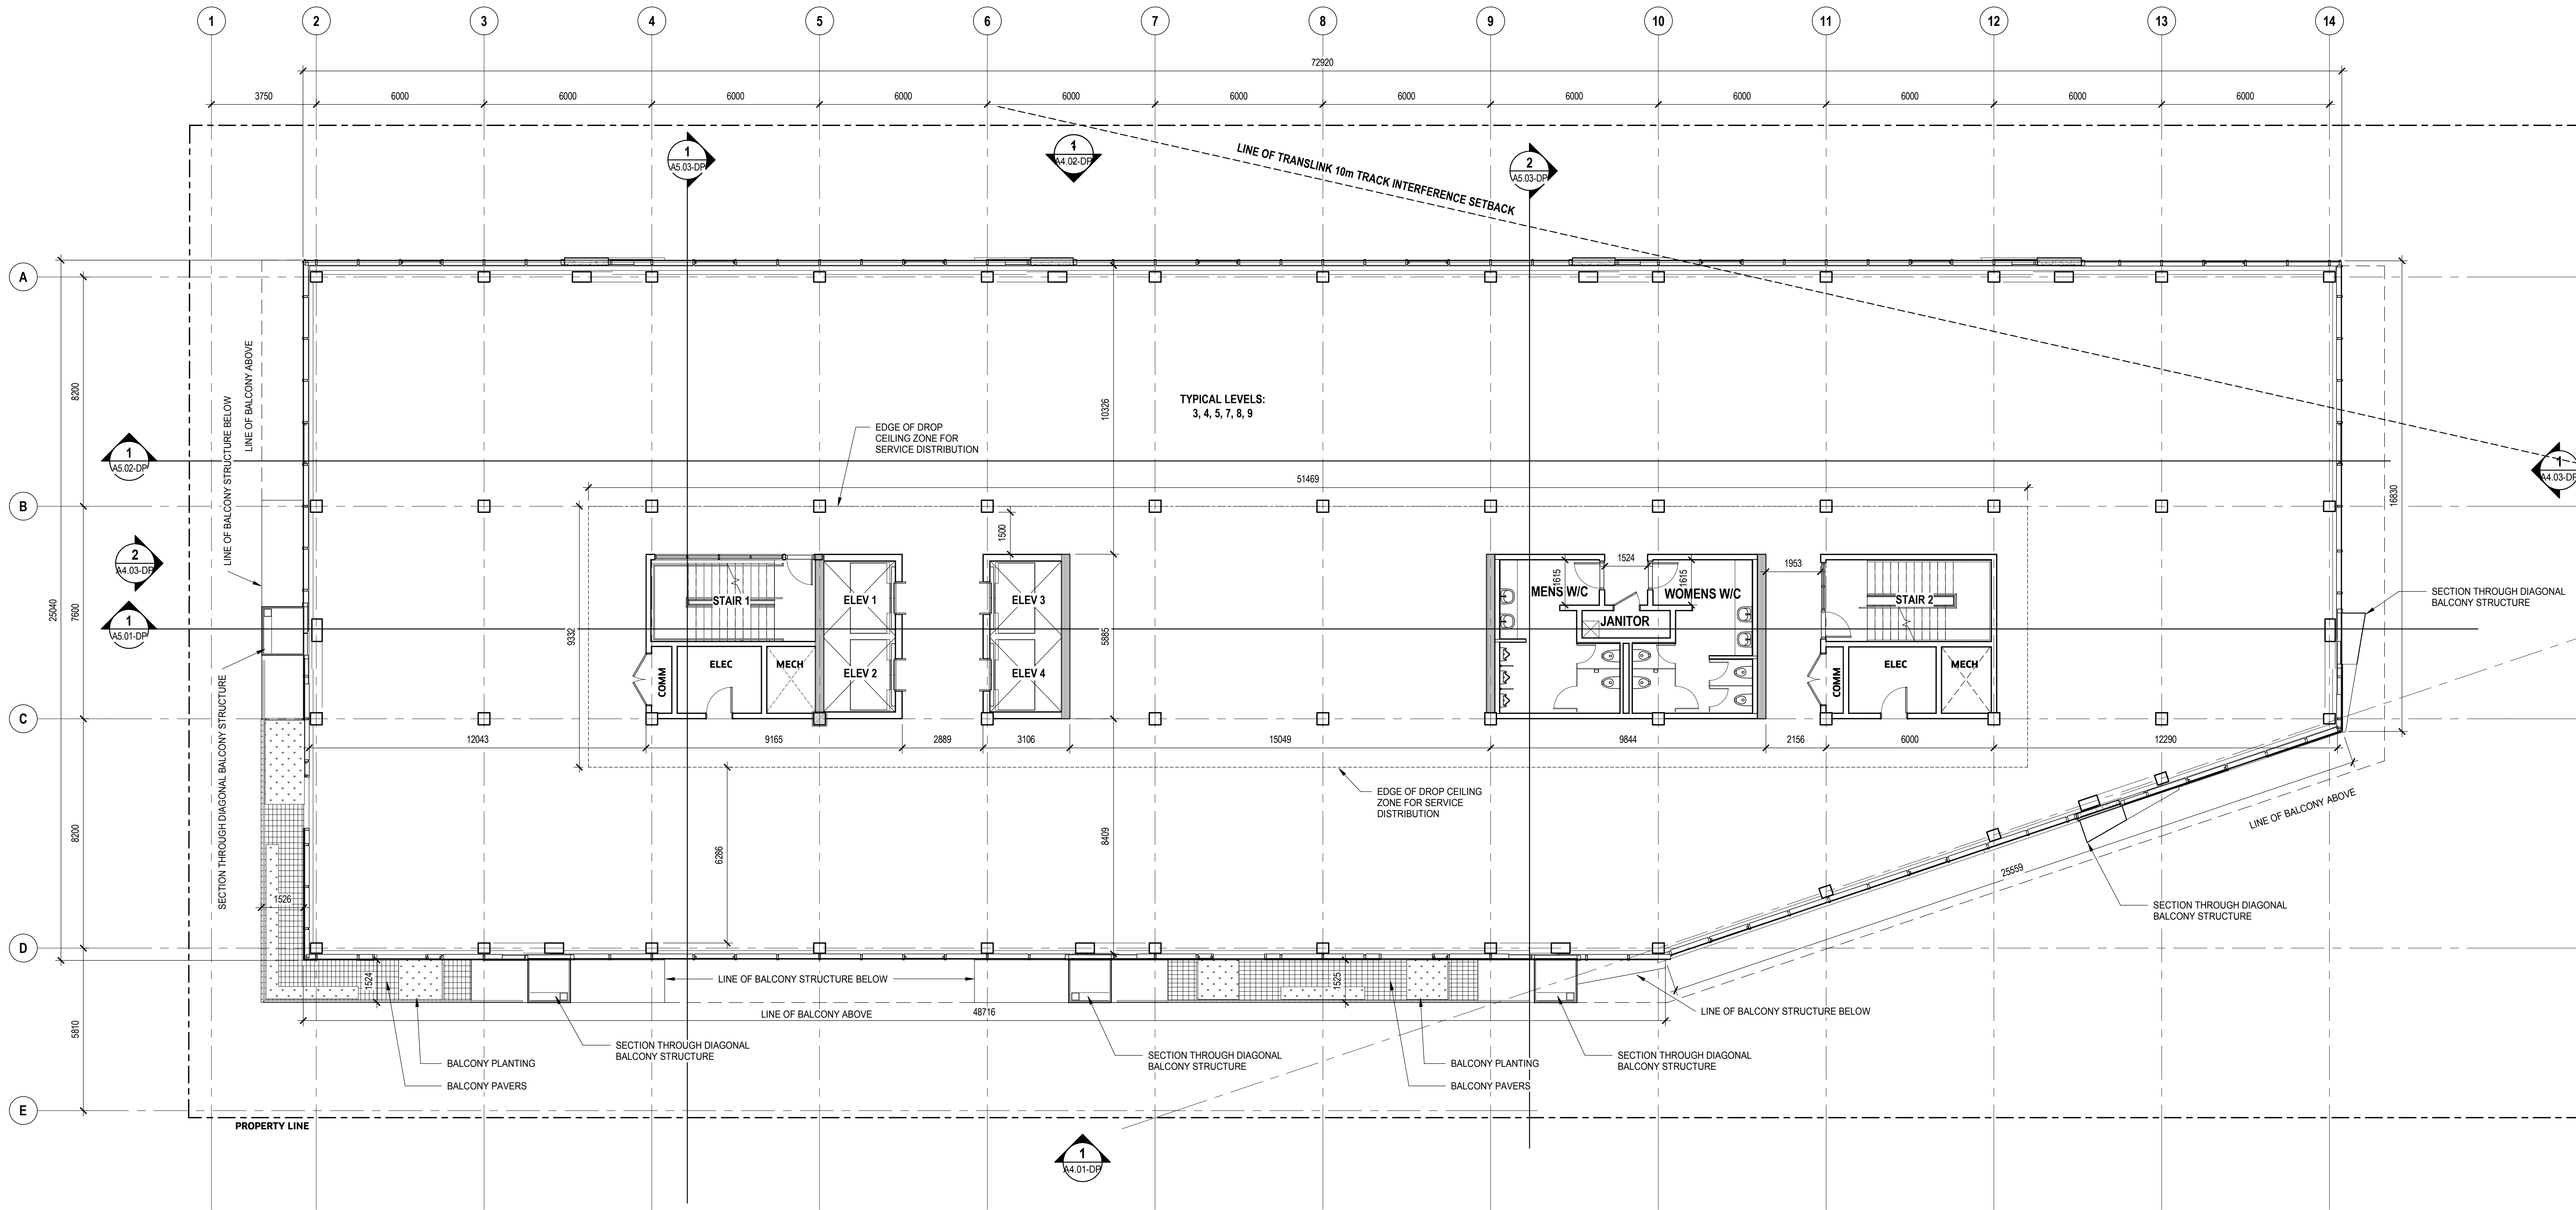 1
2
3
4
5
6
7
8
9
10
11
12
13
14
72920
3750
6000
6000
6000
6000
6000
6000
6000
6000
6000
6000
6000
6000
1
A5.03-DP
1
A4.02-DP
2
A5.03-DP
LINE OF TRANSLINK 10m TRACK INTERFERENCE SETBACK
A
B
C
D
E
25040
8200
7600
8200
5810
LINE OF BALCONY STRUCTURE BELOW
LINE OF BALCONY ABOVE
TYPICAL LEVELS:
3, 4, 5, 7, 8, 9
10326
EDGE OF DROP
CEILING ZONE FOR
SERVICE DISTRIBUTION
1
A5.02-DP
1
A4.03-DP
16830
51469
1500
2
A4.03-DP
1
A5.01-DP
9332
STAIR 1
ELEV 1
ELEV 2
ELEV 3
ELEV 4
COMM
ELEC
MECH
5885
1524
1615
1615
MENS W/C
WOMENS W/C
JANITOR
1953
STAIR 2
COMM
ELEC
MECH
SECTION THROUGH DIAGONAL
BALCONY STRUCTURE
SECTION THROUGH DIAGONAL BALCONY STRUCTURE
12043
9165
2889
3106
15049
9844
2156
6000
12290
EDGE OF DROP CEILING
ZONE FOR SERVICE
DISTRIBUTION
6286
8409
LINE OF BALCONY ABOVE
25559
SECTION THROUGH DIAGONAL
BALCONY STRUCTURE
1526
1524
LINE OF BALCONY STRUCTURE BELOW
1525
LINE OF BALCONY ABOVE
48716
LINE OF BALCONY STRUCTURE BELOW
SECTION THROUGH DIAGONAL
BALCONY STRUCTURE
SECTION THROUGH DIAGONAL
BALCONY STRUCTURE
SECTION THROUGH DIAGONAL
BALCONY STRUCTURE
BALCONY PLANTING
BALCONY PAVERS
BALCONY PLANTING
BALCONY PAVERS
PROPERTY LINE
1
A4.01-DP